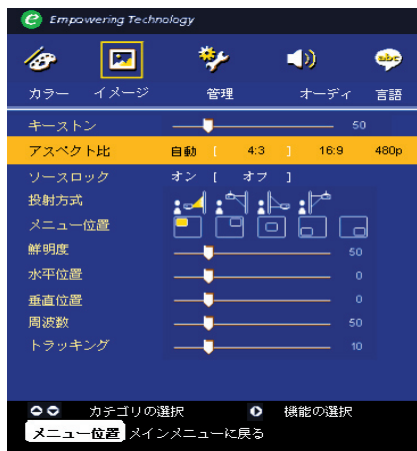 e Empowering Technology
abc
カラー イメージ 管理 オーディ 言語
キーストン 50
アスペクト比 自動 [ 4:3 ] 16:9 480p
ソースロック オン [ オフ ]
投射方式
メニュー位置
鮮明度 50
水平位置 0
垂直位置 0
周波数 50
トラッキング 10
カテゴリの選択 機能の選択
メニュー位置 メインメニューに戻る